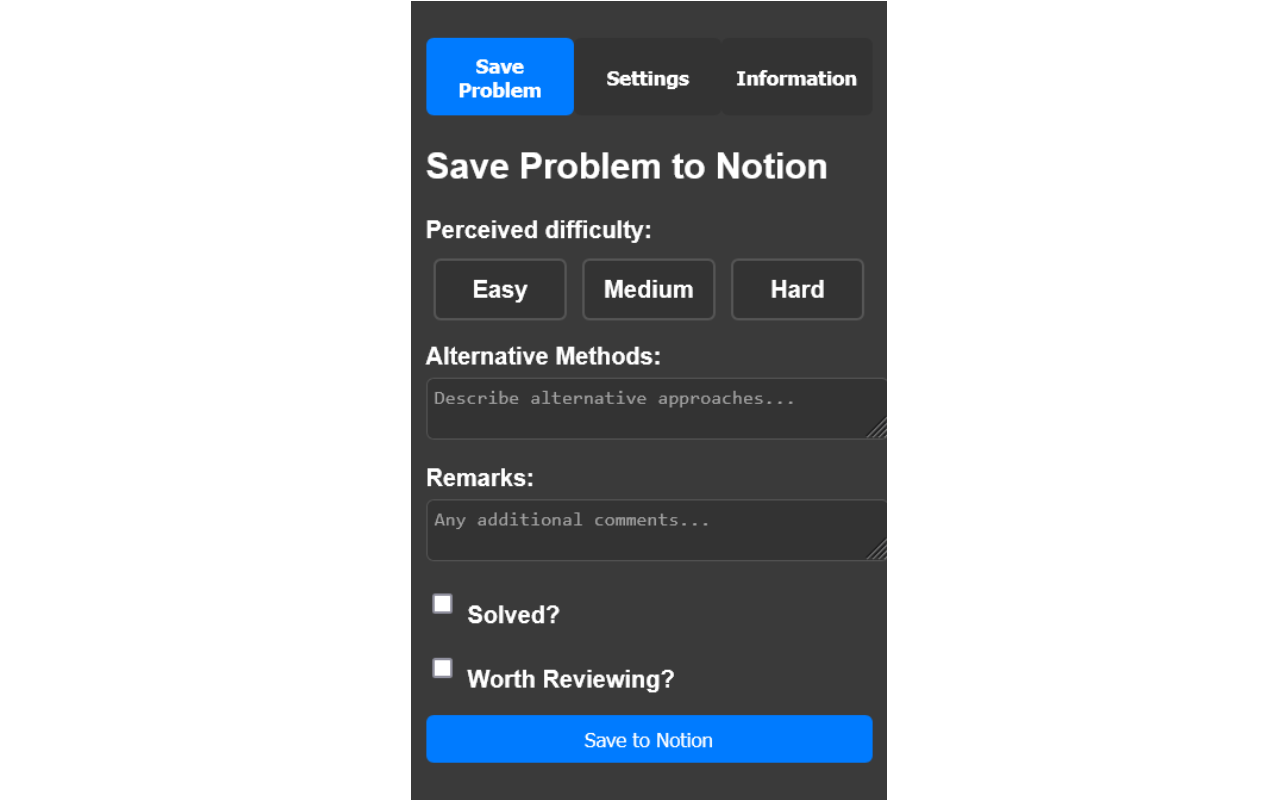 Save
Problem
Settings
Information
Save Problem to Notion
Perceived difficulty:
Easy
Medium
Hard
Alternative Methods:
Describe alternative approaches...
Remarks:
Any additional comments...
Solved?
Worth Reviewing?
Save to Notion